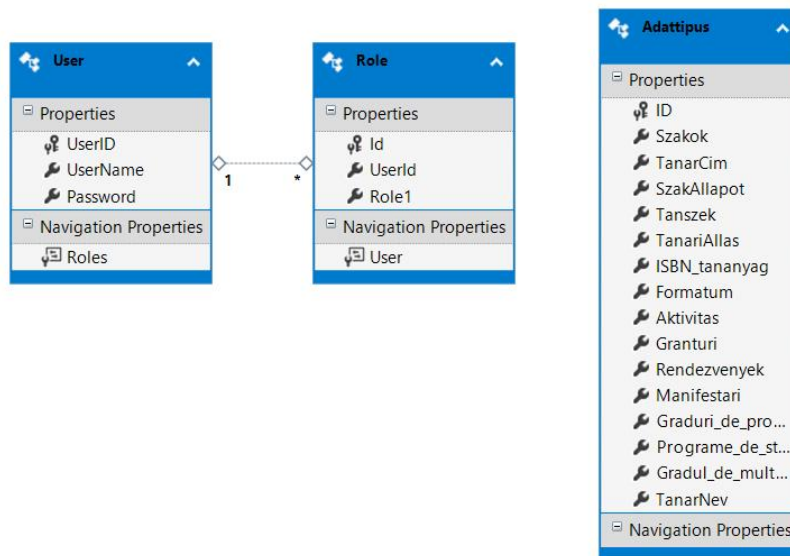 User
Properties
UserID
UserName
Password
Navigation Properties
Roles
1
*
Role
Properties
Id
UserId
Role1
Navigation Properties
User
Adattipus
Properties
ID
Szakok
TanarCim
SzakAllapot
Tanszek
TanariAllas
ISBN_tananyag
Formatum
Aktivitas
Granturi
Rendezvenyek
Manifestari
Graduri_de_pro...
Programe_de_st...
Gradul_de_mult...
TanarNev
Navigation Properties